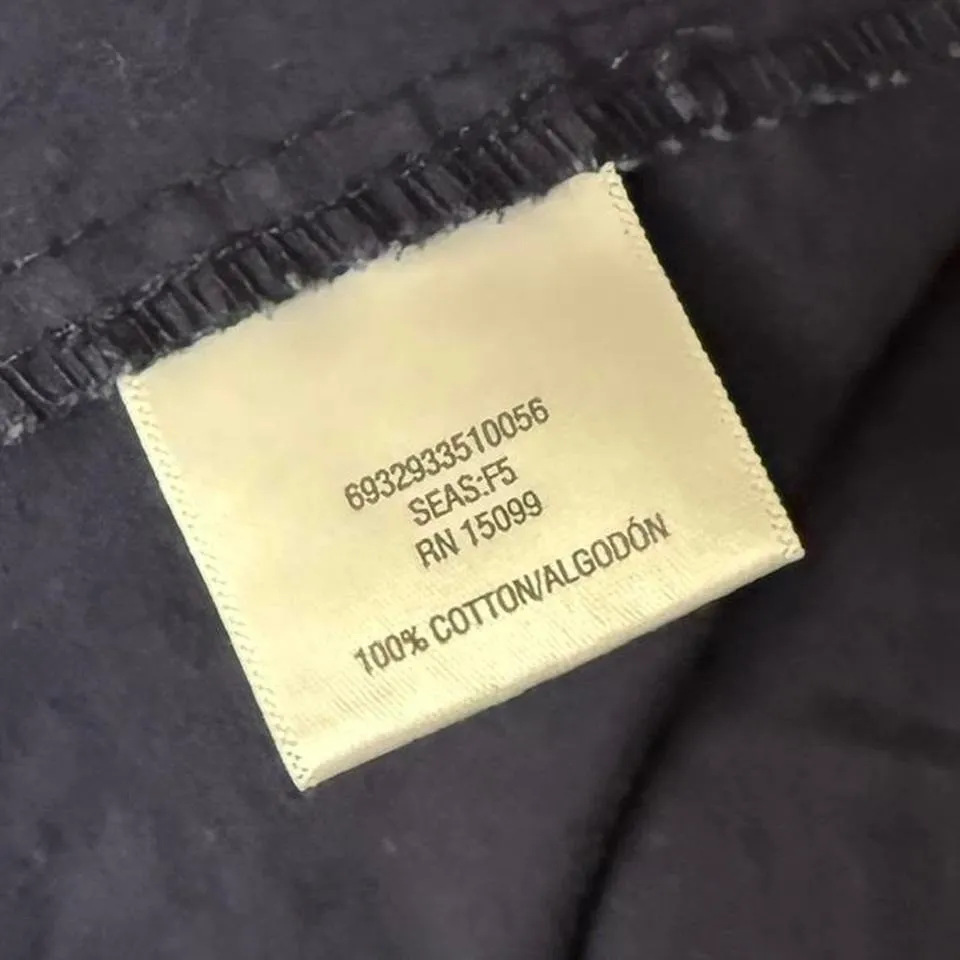 6932933510056
SEAS:F5
RN 15099
100% COTTON/ALGODÓN